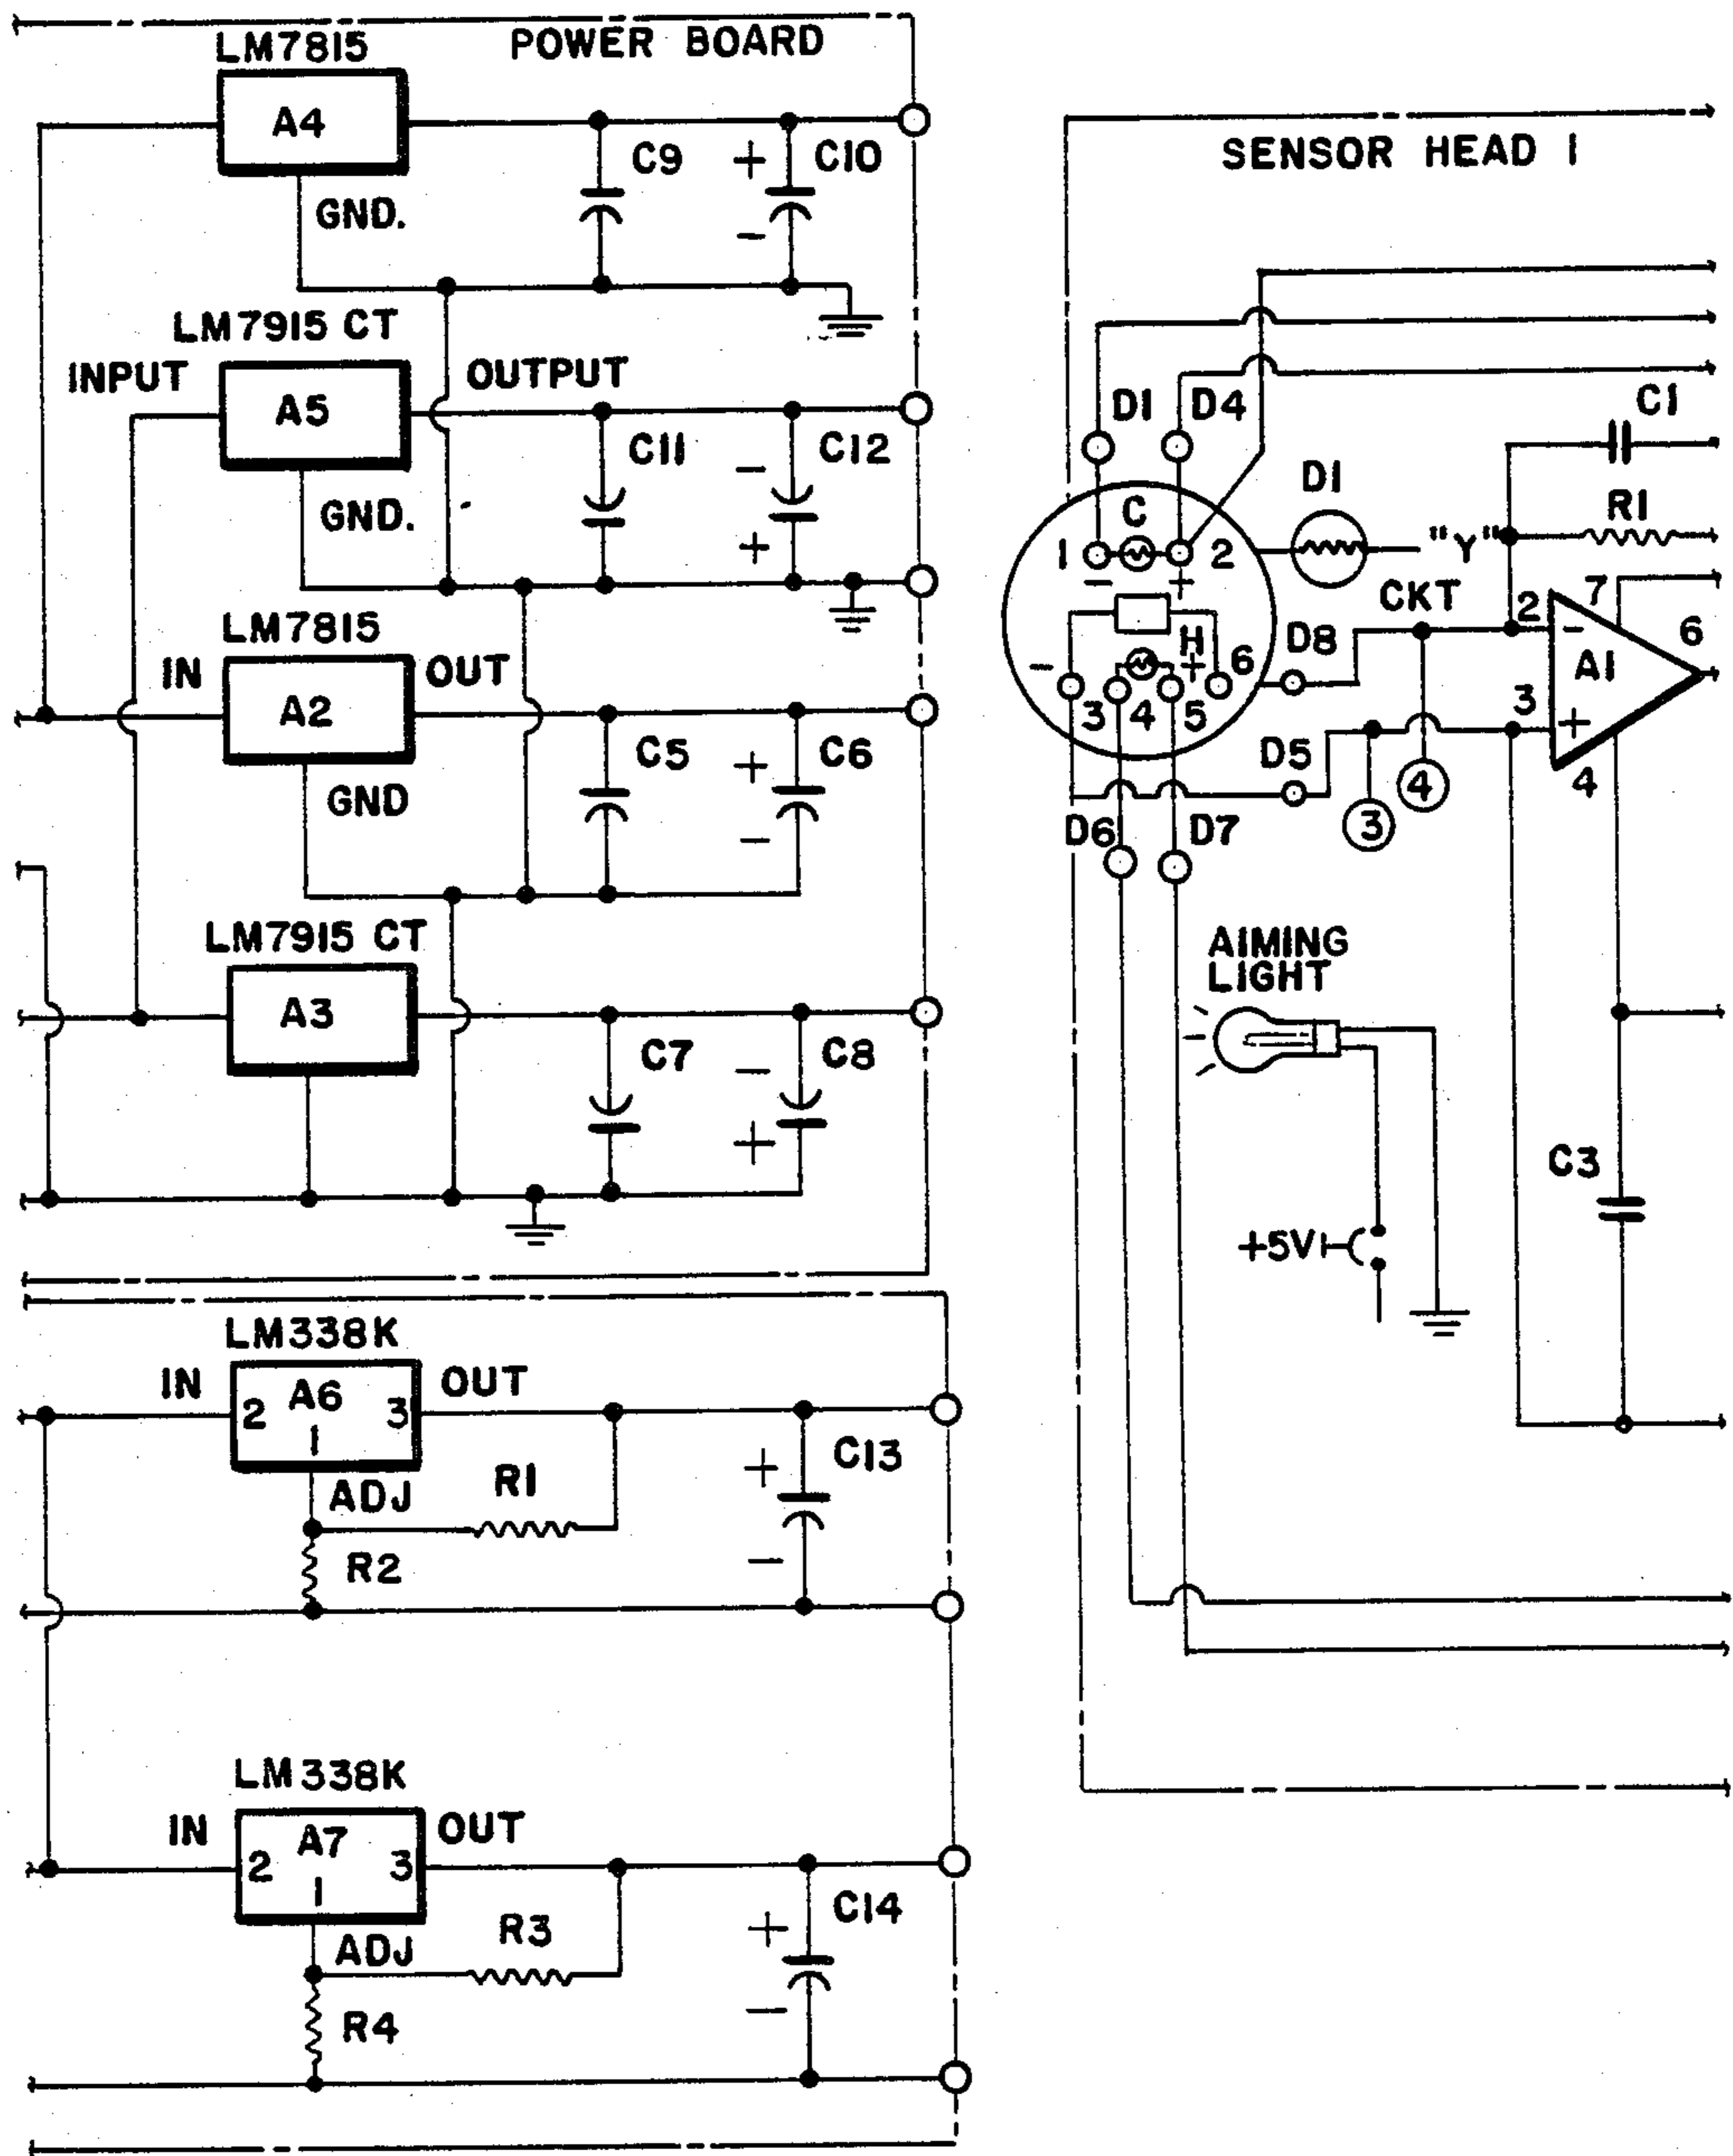 POWER BOARD
LM7815
A4
GND.
C9
+
C10
-
LM7915 CT
INPUT
A5
OUTPUT
GND.
C11
-
C12
+
LM7815
IN
A2
OUT
GND
C5
+
C6
-
LM7915 CT
A3
C7
-
C8
+
LM338K
IN
2
A6
3
OUT
1
ADJ
R1
R2
+
C13
-
LM338K
IN
2
A7
3
OUT
1
ADJ
R3
R4
+
C14
-
SENSOR HEAD 1
D1
D4
C
1
2
-
+
D1
"Y"
C1
R1
CKT
-
H
+
6
3
4
5
D8
D5
D6
D7
4
3
2
-
7
A1
6
3
+
4
AIMING
LIGHT
+5V
C3